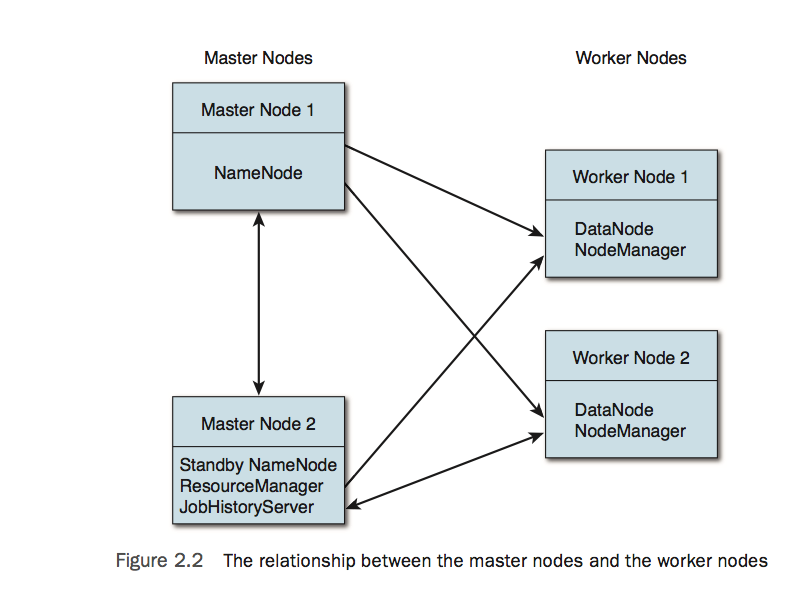 Master Nodes
Worker Nodes
Master Node 1
NameNode
Worker Node 1
DataNode
NodeManager
Worker Node 2
DataNode
NodeManager
Master Node 2
Standby NameNode
ResourceManager
JobHistoryServer
Figure 2.2 The relationship between the master nodes and the worker nodes